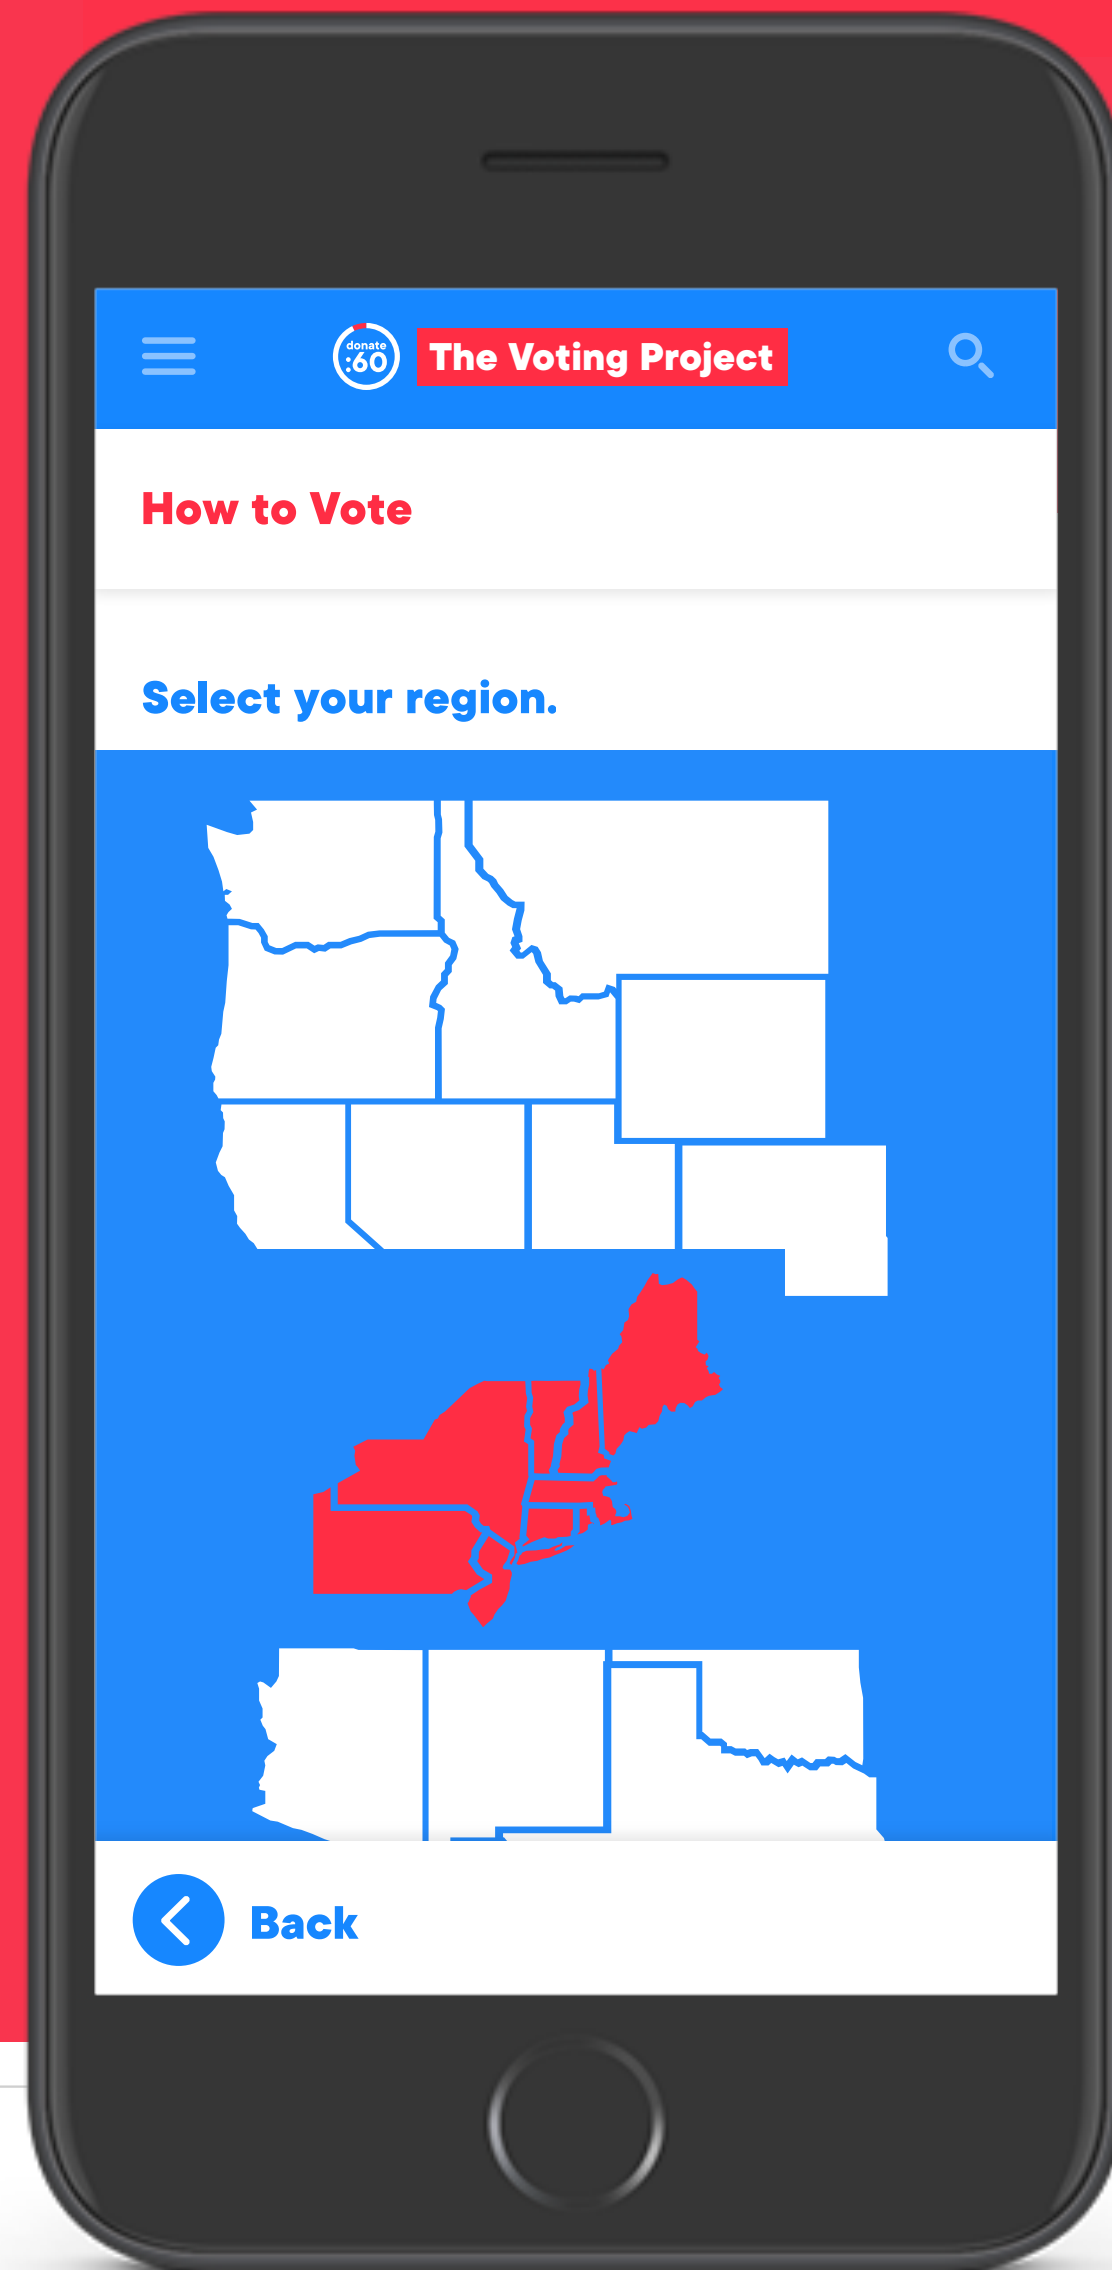 donate
:60
The Voting Project
How to Vote
Select your region.
Back